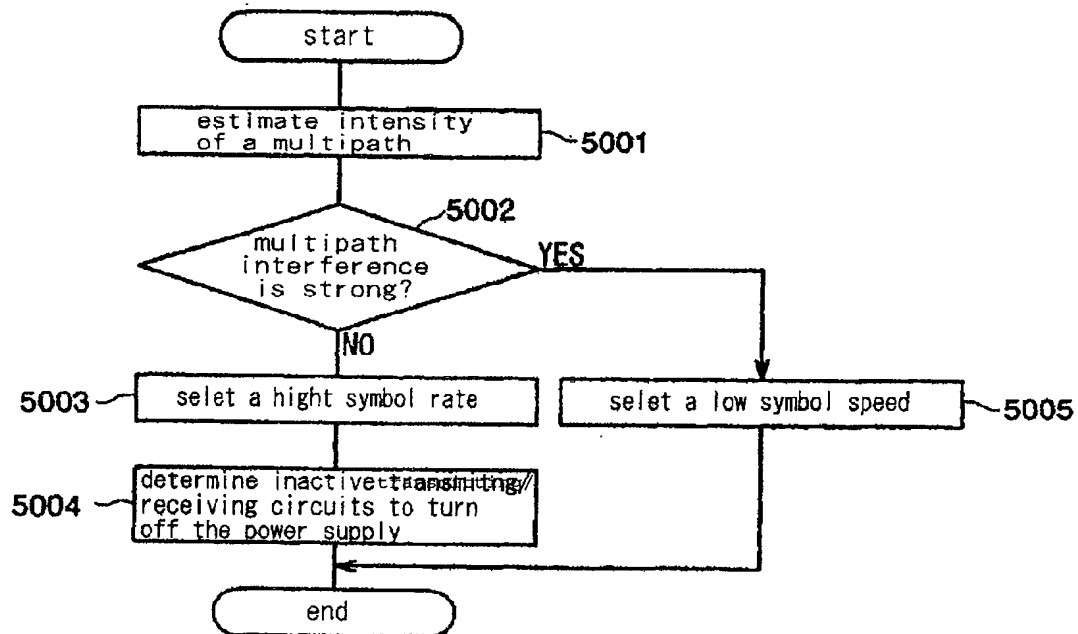 start
estimate intensity
of a multipath
5001
5002
multipath
interference
is strong?
YES
NO
5003
selet a hight symbol rate
selet a low symbol speed
5005
5004
determine inactive
receiving circuits to turn
off the power supply
end